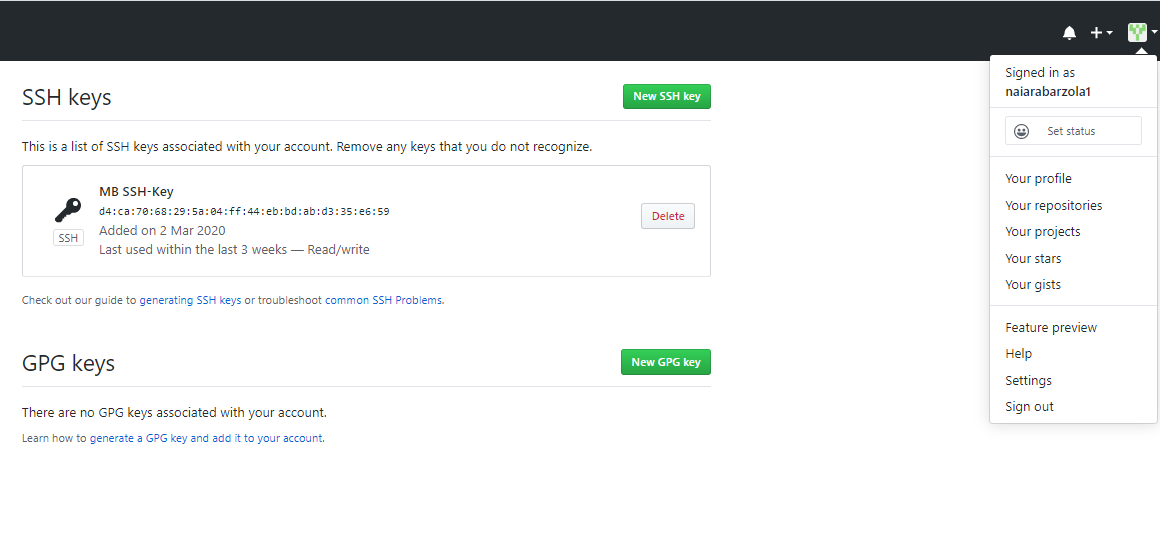 SSH keys
New SSH key
This is a list of SSH keys associated with your account. Remove any keys that you do not recognize.
MB SSH-Key
d4:ca:70:68:29:5a:04:ff:44:eb:bd:ab:d3:35:e6:59
Added on 2 Mar 2020
Last used within the last 3 weeks — Read/write
SSH
Delete
Check out our guide to generating SSH keys or troubleshoot common SSH Problems.
GPG keys
New GPG key
There are no GPG keys associated with your account.
Learn how to generate a GPG key and add it to your account.
Signed in as
naiarabarzola1
Set status
Your profile
Your repositories
Your projects
Your stars
Your gists
Feature preview
Help
Settings
Sign out